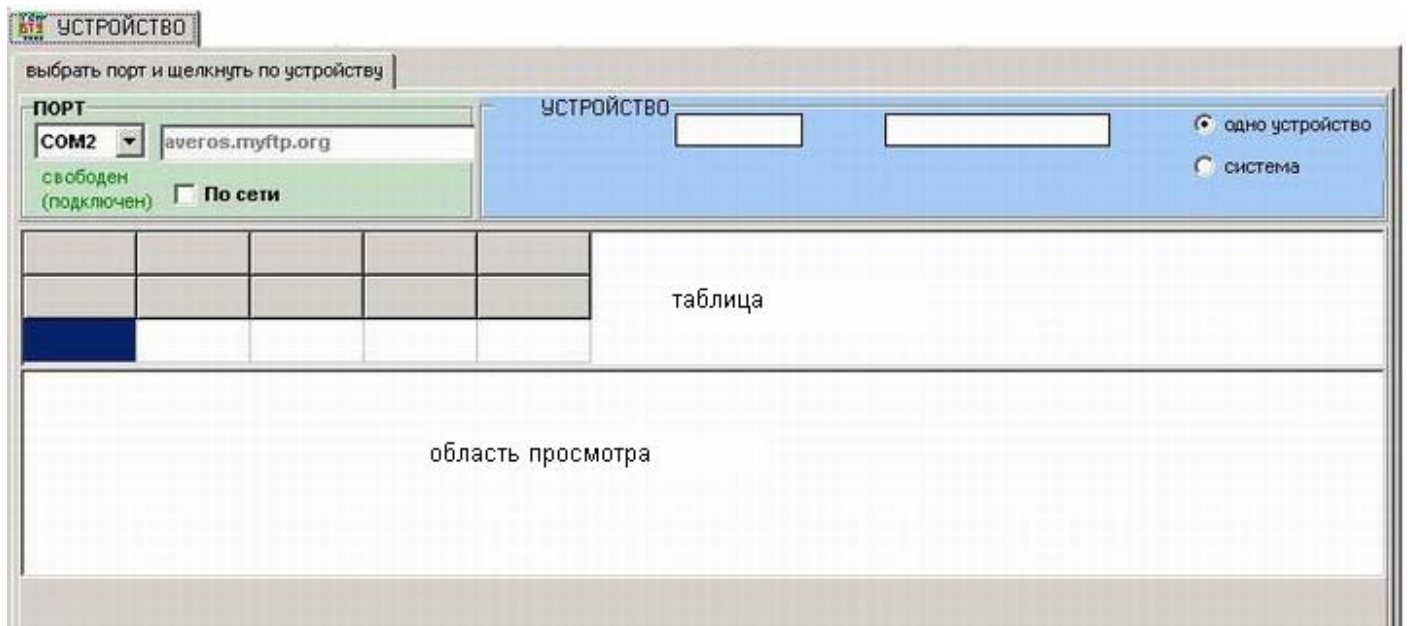 УСТРОЙСТВО
выбрать порт и щелкнуть по устройству
ПОРТ
COM2
averos.myftp.org
свободен
(подключен)
По сети
УСТРОЙСТВО
одно устройство
система
таблица
область просмотра